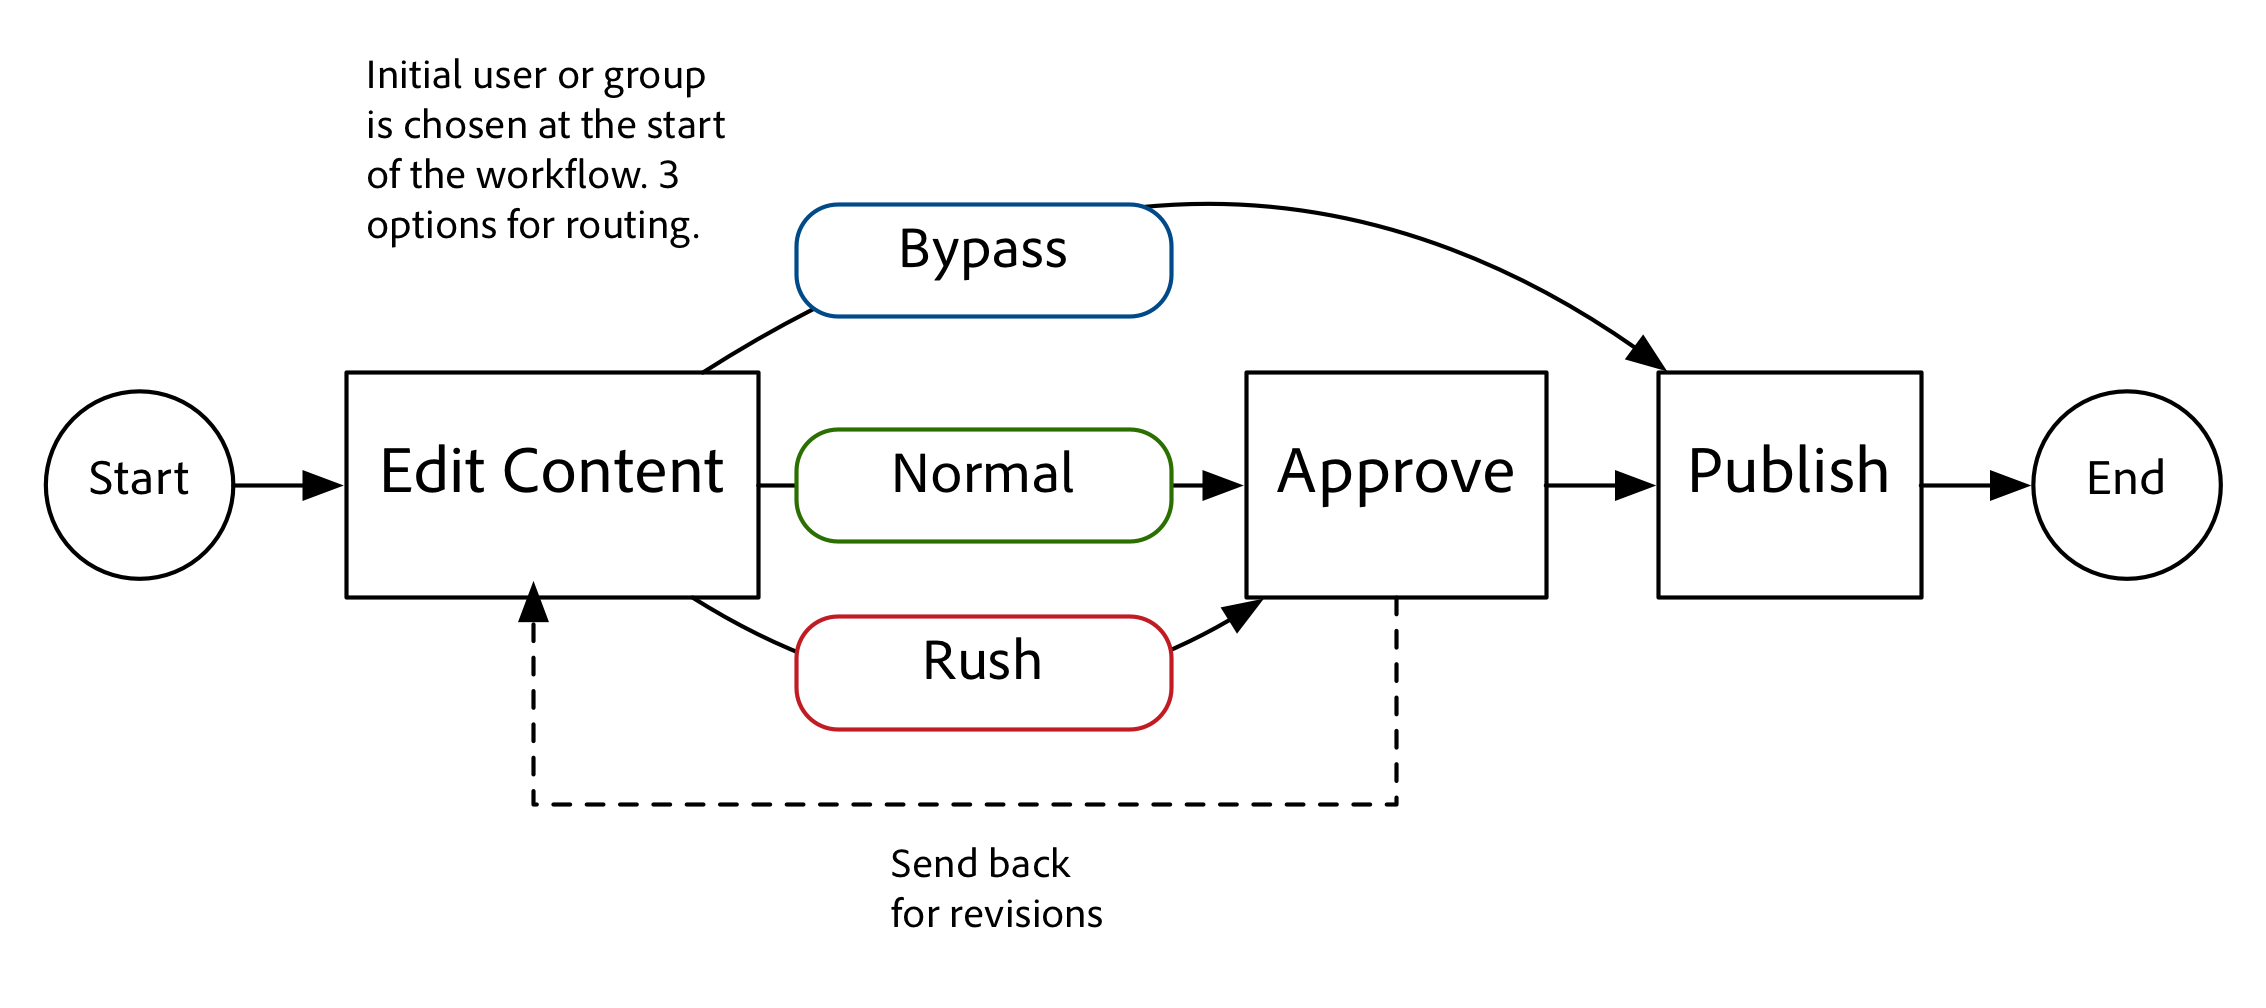 Initial user or group
is chosen at the start
of the workflow. 3
options for routing.
Bypass
Start
Edit Content
Normal
Approve
Publish
End
Rush
Send back
for revisions